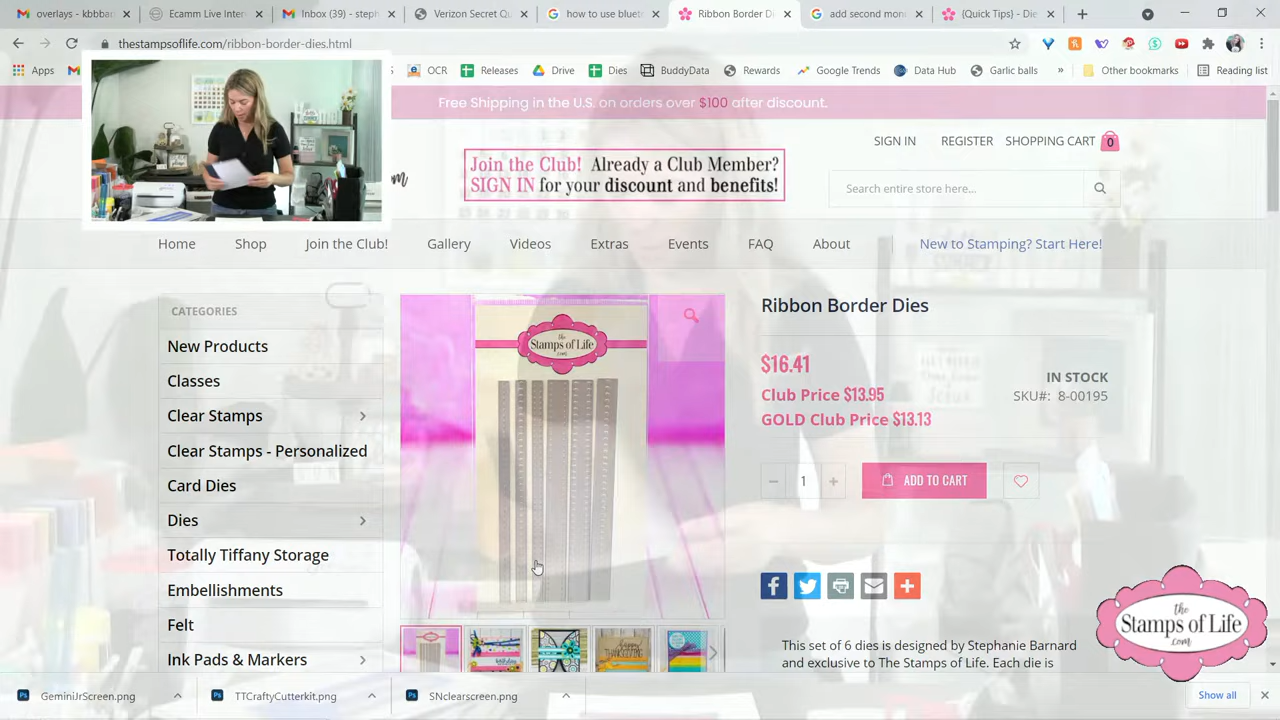 overlays - kbbbar
Ecamm Live Inter
Inbox (39) - steph
Verizon Secret Qu
how to use bluet
Ribbon Border Di
add second mon
(Quick Tips) - Die
thestampsoflife.com/ribbon-border-dies.html
Apps
OCR
Releases
Drive
Dies
BuddyData
Rewards
Google Trends
Data Hub
Garlic balls
»
Other bookmarks
Reading list
Free Shipping in the U.S. on orders over $100 after discount.
SIGN IN
REGISTER
SHOPPING CART
0
Join the Club! Already a Club Member?
SIGN IN for your discount and benefits!
Search entire store here...
Home
Shop
Join the Club!
Gallery
Videos
Extras
Events
FAQ
About
New to Stamping? Start Here!
CATEGORIES
New Products
Classes
Clear Stamps
Clear Stamps - Personalized
Card Dies
Dies
Totally Tiffany Storage
Embellishments
Felt
Ink Pads & Markers
the
Stamps of Life
.com
Ribbon Border Dies
$16.41
Club Price $13.95
GOLD Club Price $13.13
IN STOCK
SKU#: 8-00195
1
ADD TO CART
This set of 6 dies is designed by Stephanie Barnard
and exclusive to The Stamps of Life. Each die is
the
Stamps of Life
.com
GeminiJrScreen.png
TTCraftyCutterkit.png
SNclearscreen.png
Show all